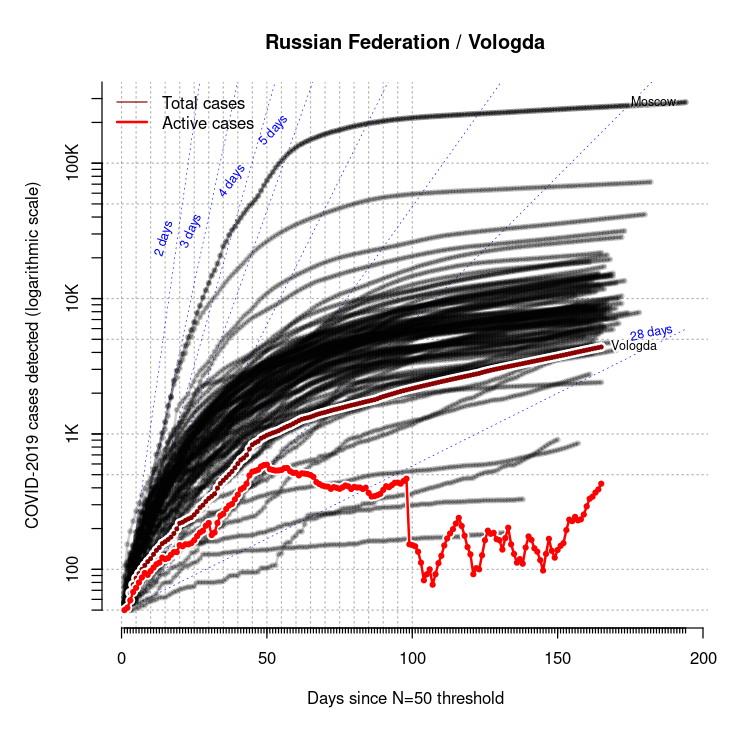 Russian Federation / Vologda
Total cases
Active cases
Moscow
2 days
3 days
4 days
5 days
28 days
Vologda
COVID-2019 cases detected (logarithmic scale)
100K
10K
1K
100
0
50
100
150
200
Days since N=50 threshold